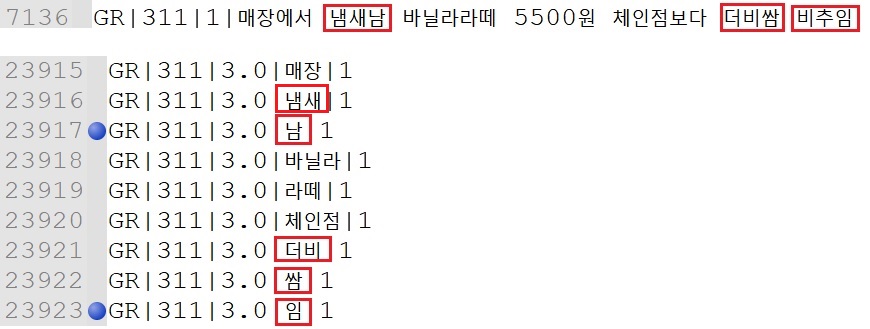 7136 GR|311|1|매장에서 냄새남 바닐라라떼 5500원 체인점보다 더비쌈 비추임
23915 GR|311|3.0|매장|1
23916 GR|311|3.0 냄새|1
23917 GR|311|3.0 남 1
23918 GR|311|3.0|바닐라|1
23919 GR|311|3.0|라떼|1
23920 GR|311|3.0|체인점|1
23921 GR|311|3.0 더비 1
23922 GR|311|3.0 쌈 1
23923 GR|311|3.0 임 1